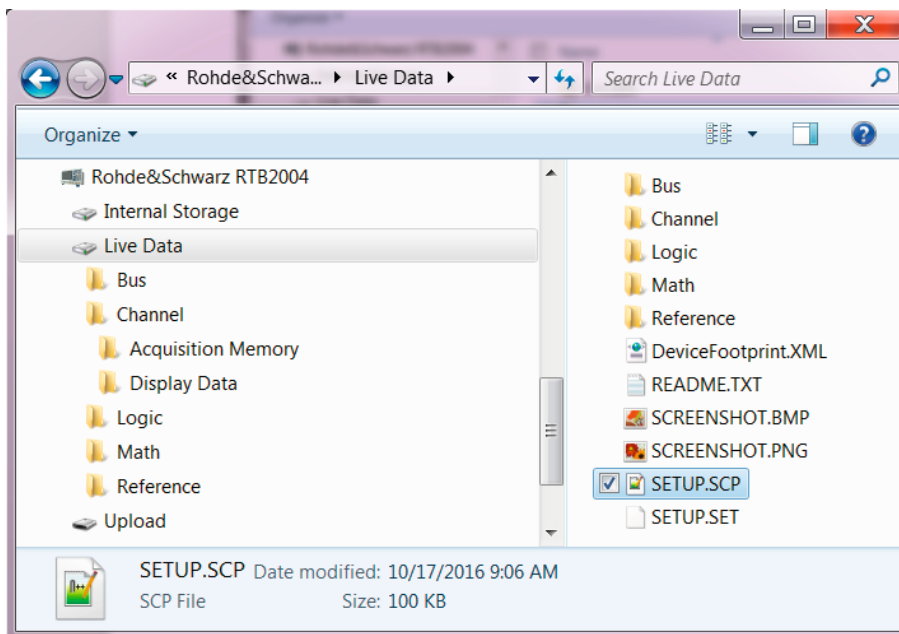 « Rohde&Schwa... Live Data
Search Live Data
Organize
Rohde&Schwarz RTB2004
Internal Storage
Live Data
Bus
Channel
Acquisition Memory
Display Data
Logic
Math
Reference
Upload
Bus
Channel
Logic
Math
Reference
DeviceFootprint.XML
README.TXT
SCREENSHOT.BMP
SCREENSHOT.PNG
SETUP.SCP
SETUP.SET
SETUP.SCP Date modified: 10/17/2016 9:06 AM
SCP File Size: 100 KB